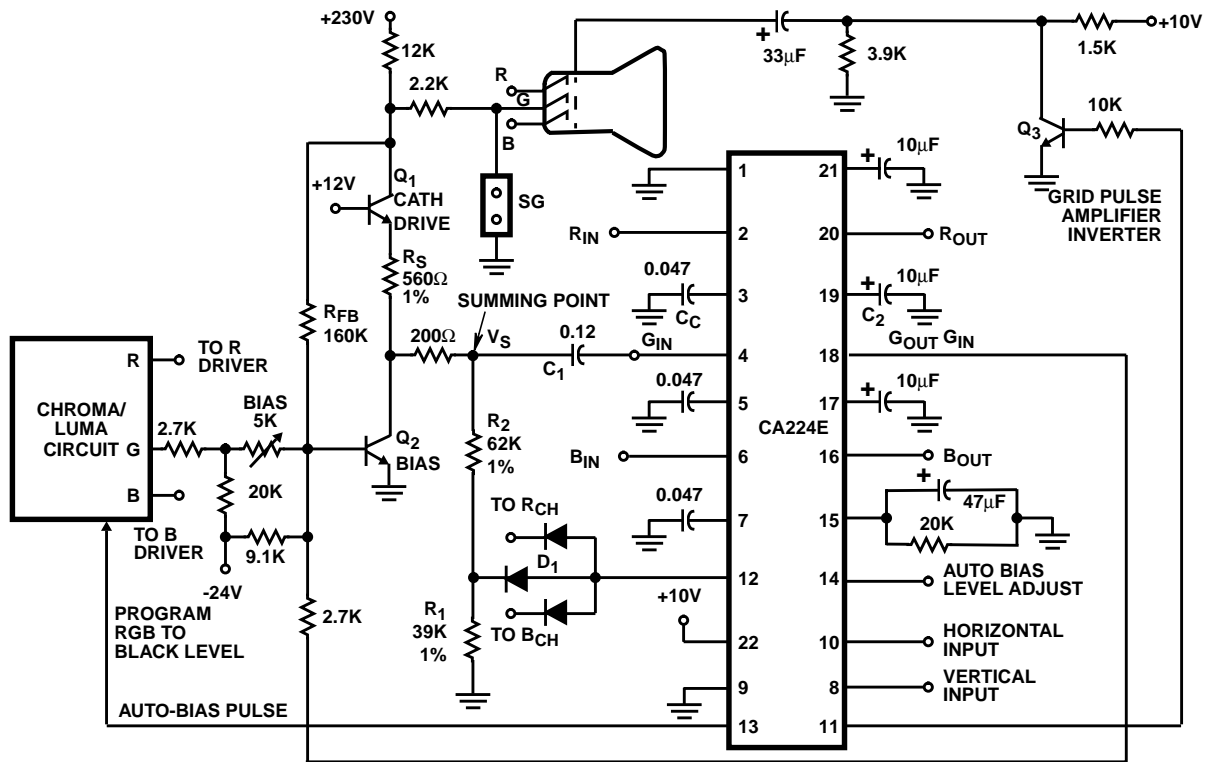 +230V
12K
2.2K
R
G
B
+
33μF
3.9K
1.5K
+10V
10K
Q3
GRID PULSE
AMPLIFIER
INVERTER
+12V
Q1
CATH
DRIVE
SG
RS
560Ω
1%
SUMMING POINT
RFB
160K
200Ω
VS
0.12
C1
GIN
RIN
0.047
CC
0.047
BIN
0.047
1
2
3
4
5
6
7
12
22
9
13
CA224E
21
20
19
18
17
16
15
14
10
8
11
+
10μF
ROUT
+
10μF
C2
GOUT GIN
+
10μF
BOUT
+
47μF
20K
AUTO BIAS
LEVEL ADJUST
HORIZONTAL
INPUT
VERTICAL
INPUT
R
TO R
DRIVER
CHROMA/
LUMA
CIRCUIT G
B
TO B
DRIVER
2.7K
BIAS
5K
20K
9.1K
-24V
2.7K
Q2
BIAS
R2
62K
1%
TO RCH
D1
TO BCH
R1
39K
1%
+10V
PROGRAM
RGB TO
BLACK LEVEL
AUTO-BIAS PULSE